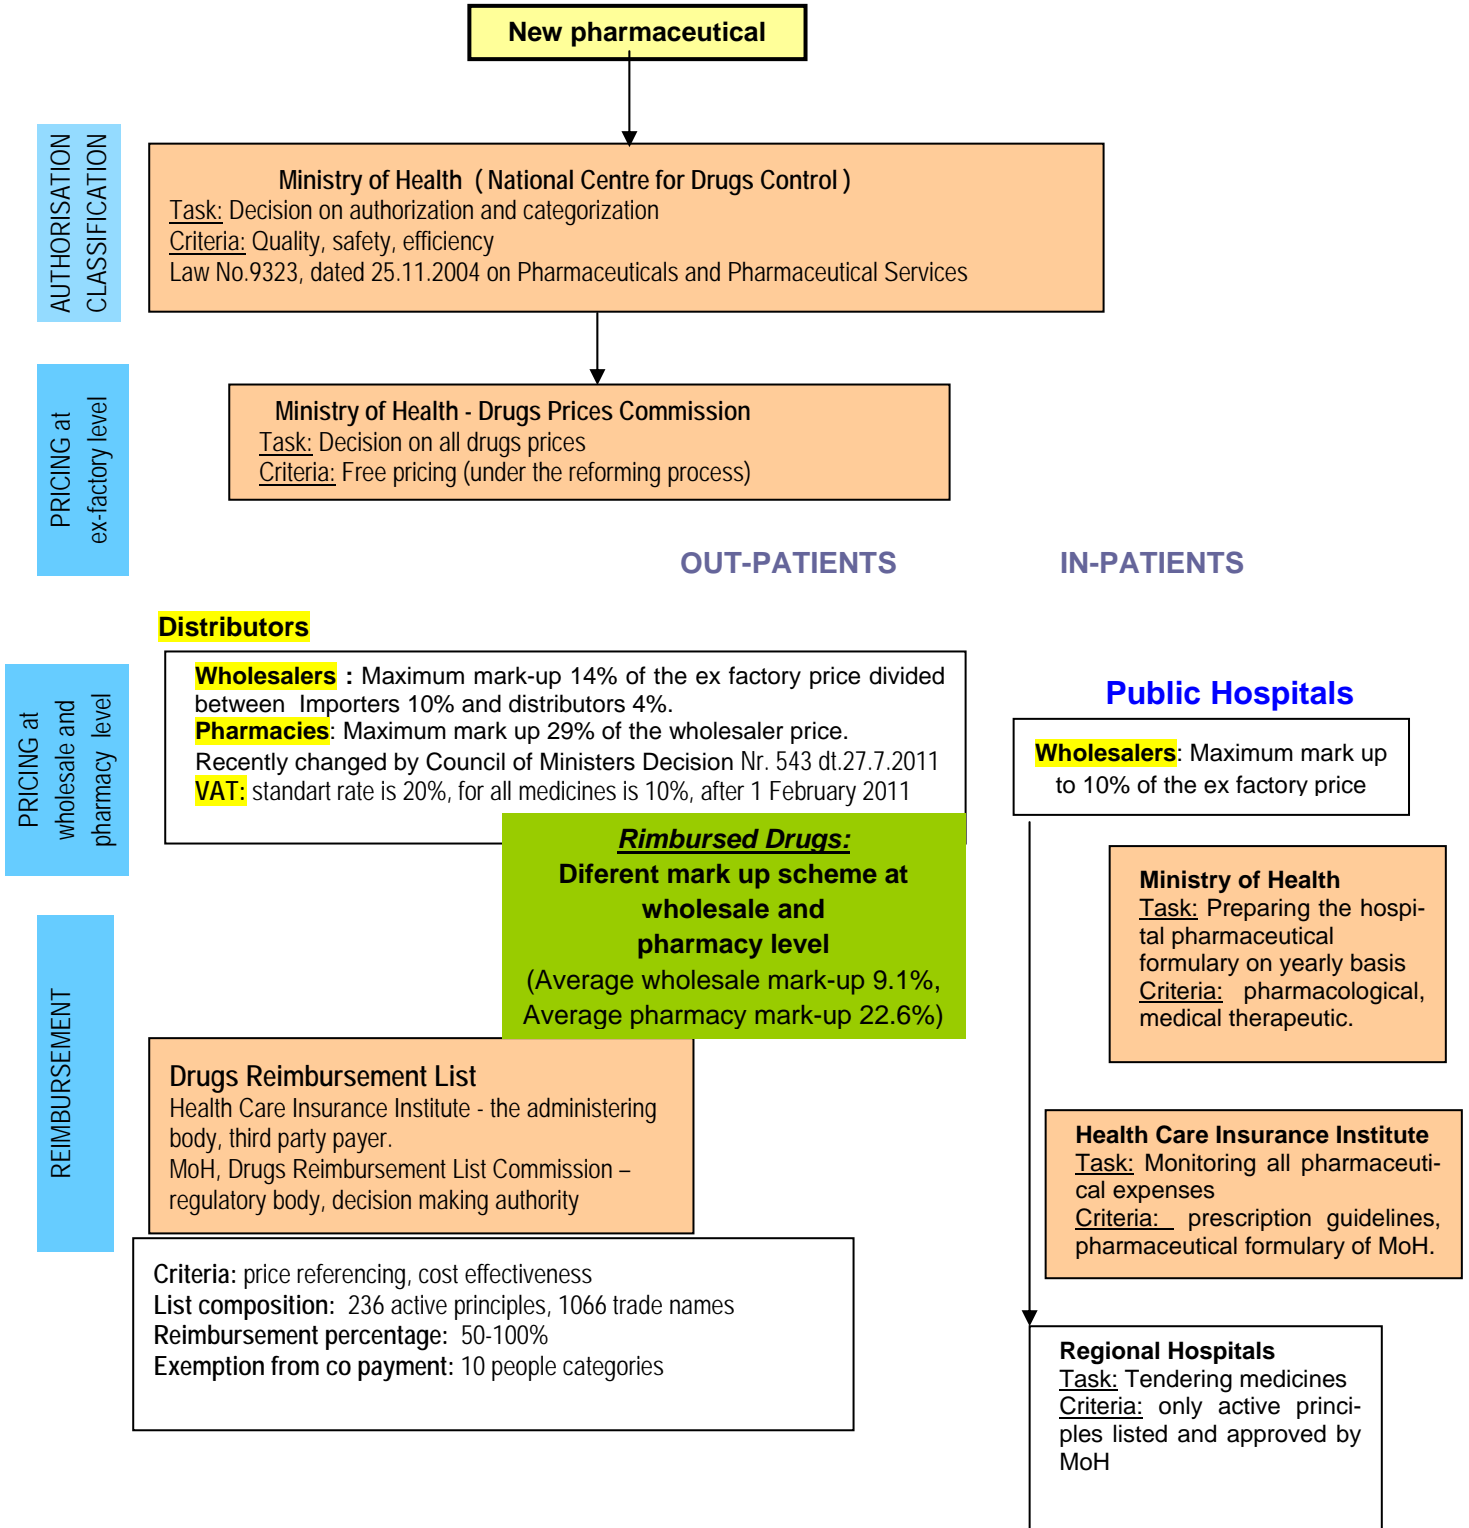 New pharmaceutical
AUTHORISATION
CLASSIFICATION
Ministry of Health ( National Centre for Drugs Control )
Task: Decision on authorization and categorization
Criteria: Quality, safety, efficiency
Law No.9323, dated 25.11.2004 on Pharmaceuticals and Pharmaceutical Services
PRICING at
ex-factory level
Ministry of Health - Drugs Prices Commission
Task: Decision on all drugs prices
Criteria: Free pricing (under the reforming process)
OUT-PATIENTS
IN-PATIENTS
Distributors
PRICING at
wholesale and
pharmacy level
Wholesalers : Maximum mark-up 14% of the ex factory price divided
between Importers 10% and distributors 4%.
Pharmacies: Maximum mark up 29% of the wholesaler price.
Recently changed by Council of Ministers Decision Nr. 543 dt.27.7.2011
VAT: standart rate is 20%, for all medicines is 10%, after 1 February 2011
Rimbursed Drugs:
Diferent mark up scheme at
wholesale and
pharmacy level
(Average wholesale mark-up 9.1%,
Average pharmacy mark-up 22.6%)
Public Hospitals
Wholesalers: Maximum mark up
to 10% of the ex factory price
Ministry of Health
Task: Preparing the hospi-
tal pharmaceutical
formulary on yearly basis
Criteria: pharmacological,
medical therapeutic.
REIMBURSEMENT
Drugs Reimbursement List
Health Care Insurance Institute - the administering
body, third party payer.
MoH, Drugs Reimbursement List Commission –
regulatory body, decision making authority
Health Care Insurance Institute
Task: Monitoring all pharmaceuti-
cal expenses
Criteria: prescription guidelines,
pharmaceutical formulary of MoH.
Criteria: price referencing, cost effectiveness
List composition: 236 active principles, 1066 trade names
Reimbursement percentage: 50-100%
Exemption from co payment: 10 people categories
Regional Hospitals
Task: Tendering medicines
Criteria: only active princi-
ples listed and approved by
MoH